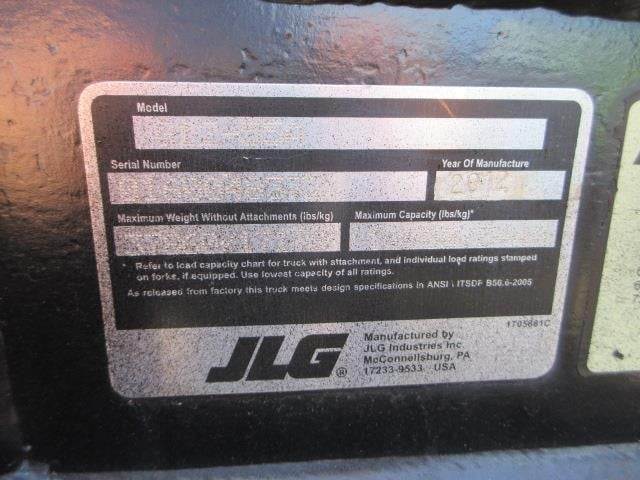 Model
Serial Number
Year Of Manufacture
2012
Maximum Weight Without Attachments (lbs/kg)
Maximum Capacity (lbs/kg)*
* Refer to load capacity chart for truck with attachment, and individual load ratings stamped
on forks, if equipped. Use lowest capacity of all ratings.
As released from factory this truck meets design specifications in ANSI \ ITSDF B56.6-2005
1705881C
JLG®
Manufactured by
JLG Industries Inc.
McConnellsburg, PA
17233-9533 USA